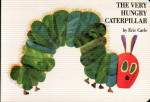 THE VERY
HUNGRY
CATERPILLAR
by Eric Carle